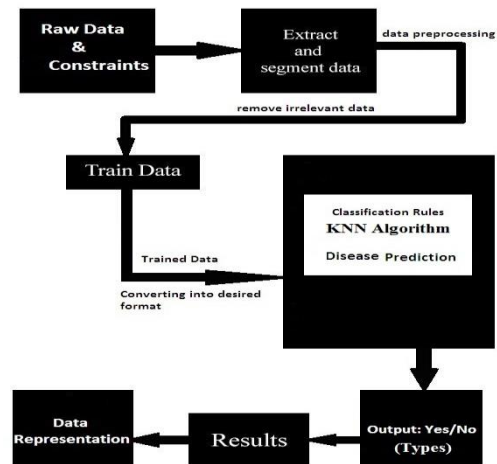 Raw Data
&
Constraints
Extract
and
segment data
data preprocessing
remove irrelevant data
Train Data
Classification Rules
KNN Algorithm
Disease Prediction
Trained Data
Converting into desired
format
Data
Representation
Results
Output: Yes/No
(Types)